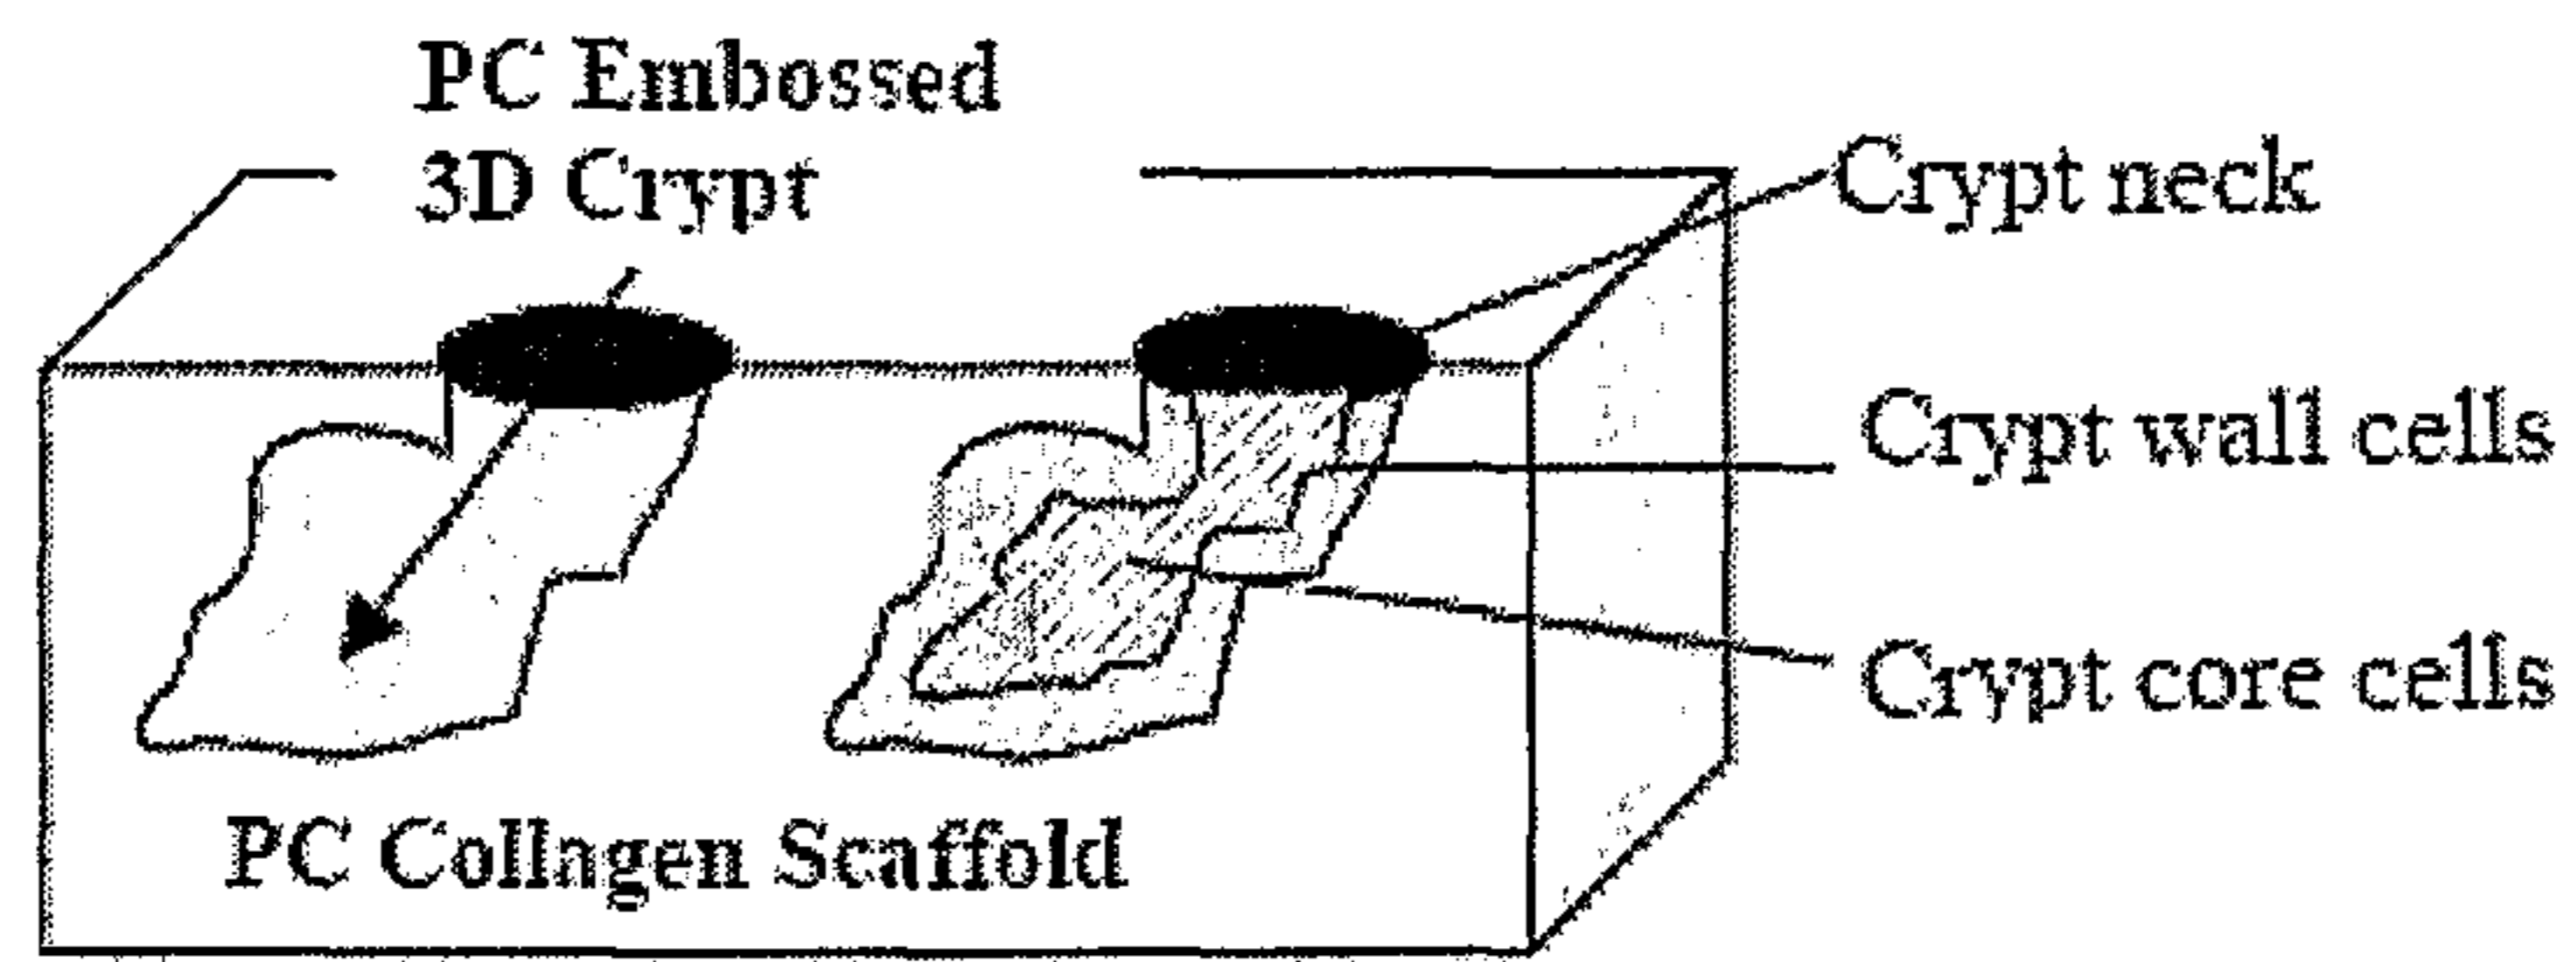 PC Embossed
3D Crypt
Crypt neck
Crypt wall cells
Crypt core cells
PC Collagen Scaffold